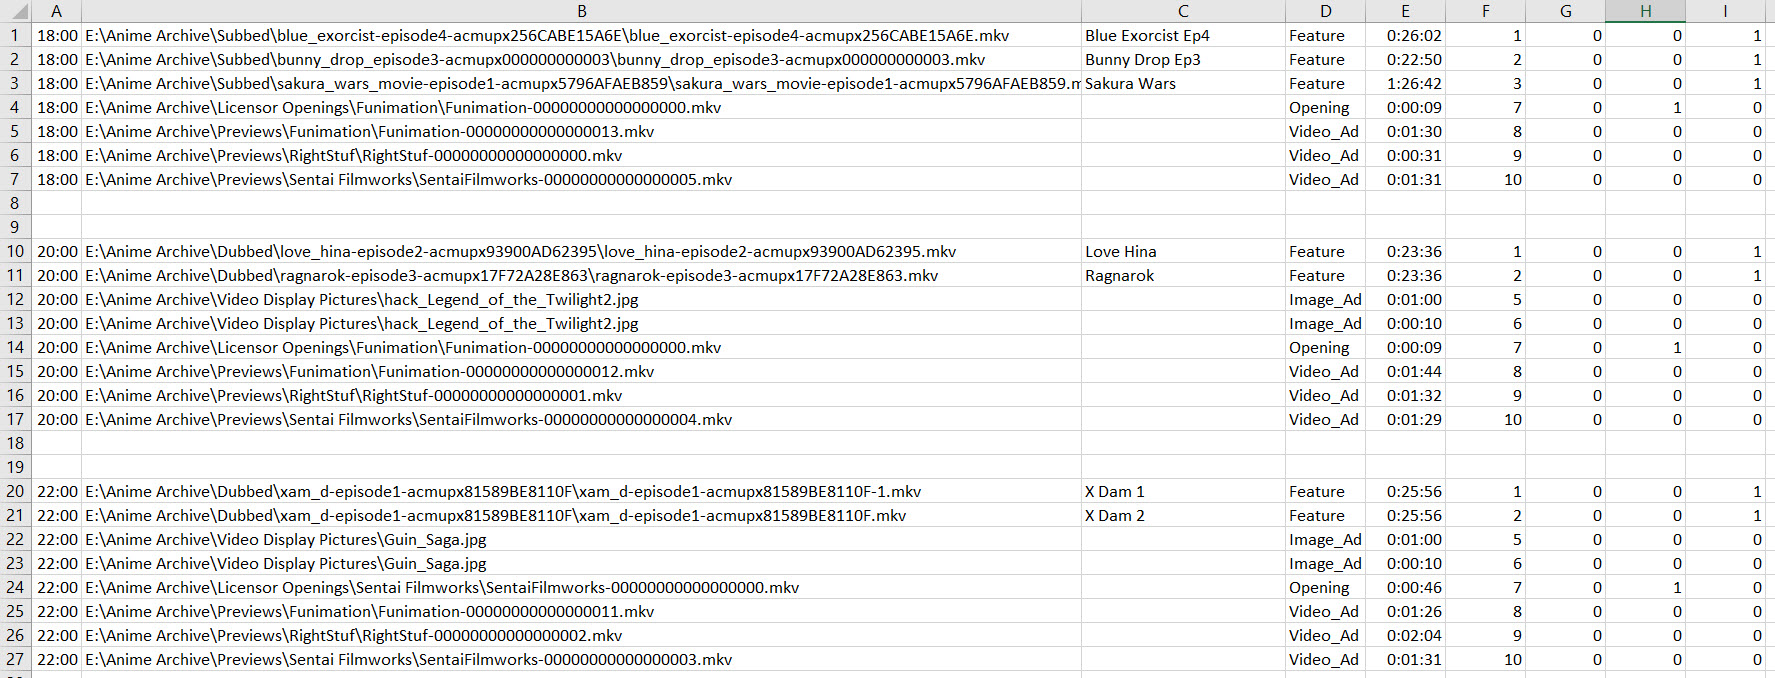 A B C D E F G H I
1 18:00 E:\Anime Archive\Subbed\blue_exorcist-episode4-acmupx256CABE15A6E\blue_exorcist-episode4-acmupx256CABE15A6E.mkv Blue Exorcist Ep4 Feature 0:26:02 1 0 0 1
2 18:00 E:\Anime Archive\Subbed\bunny_drop_episode3-acmupx000000000003\bunny_drop_episode3-acmupx000000000003.mkv Bunny Drop Ep3 Feature 0:22:50 2 0 0 1
3 18:00 E:\Anime Archive\Subbed\sakura_wars_movie-episode1-acmupx5796AFAEB859\sakura_wars_movie-episode1-acmupx5796AFAEB859.m Sakura Wars Feature 1:26:42 3 0 0 1
4 18:00 E:\Anime Archive\Licensor Openings\Funimation\Funimation-00000000000000000.mkv Opening 0:00:09 7 0 1 0
5 18:00 E:\Anime Archive\Previews\Funimation\Funimation-00000000000000013.mkv Video_Ad 0:01:30 8 0 0 0
6 18:00 E:\Anime Archive\Previews\RightStuf\RightStuf-00000000000000000.mkv Video_Ad 0:00:31 9 0 0 0
7 18:00 E:\Anime Archive\Previews\Sentai Filmworks\SentaiFilmworks-00000000000000005.mkv Video_Ad 0:01:31 10 0 0 0
8
9
10 20:00 E:\Anime Archive\Dubbed\love_hina-episode2-acmupx93900AD62395\love_hina-episode2-acmupx93900AD62395.mkv Love Hina Feature 0:23:36 1 0 0 1
11 20:00 E:\Anime Archive\Dubbed\ragnarok-episode3-acmupx17F72A28E863\ragnarok-episode3-acmupx17F72A28E863.mkv Ragnarok Feature 0:23:36 2 0 0 1
12 20:00 E:\Anime Archive\Video Display Pictures\hack_Legend_of_the_Twilight2.jpg Image_Ad 0:01:00 5 0 0 0
13 20:00 E:\Anime Archive\Video Display Pictures\hack_Legend_of_the_Twilight2.jpg Image_Ad 0:00:10 6 0 0 0
14 20:00 E:\Anime Archive\Licensor Openings\Funimation\Funimation-00000000000000000.mkv Opening 0:00:09 7 0 1 0
15 20:00 E:\Anime Archive\Previews\Funimation\Funimation-00000000000000012.mkv Video_Ad 0:01:44 8 0 0 0
16 20:00 E:\Anime Archive\Previews\RightStuf\RightStuf-00000000000000001.mkv Video_Ad 0:01:32 9 0 0 0
17 20:00 E:\Anime Archive\Previews\Sentai Filmworks\SentaiFilmworks-00000000000000004.mkv Video_Ad 0:01:29 10 0 0 0
18
19
20 22:00 E:\Anime Archive\Dubbed\xam_d-episode1-acmupx81589BE8110F\xam_d-episode1-acmupx81589BE8110F-1.mkv X Dam 1 Feature 0:25:56 1 0 0 1
21 22:00 E:\Anime Archive\Dubbed\xam_d-episode1-acmupx81589BE8110F\xam_d-episode1-acmupx81589BE8110F.mkv X Dam 2 Feature 0:25:56 2 0 0 1
22 22:00 E:\Anime Archive\Video Display Pictures\Guin_Saga.jpg Image_Ad 0:01:00 5 0 0 0
23 22:00 E:\Anime Archive\Video Display Pictures\Guin_Saga.jpg Image_Ad 0:00:10 6 0 0 0
24 22:00 E:\Anime Archive\Licensor Openings\Sentai Filmworks\SentaiFilmworks-00000000000000000.mkv Opening 0:00:46 7 0 1 0
25 22:00 E:\Anime Archive\Previews\Funimation\Funimation-00000000000000011.mkv Video_Ad 0:01:26 8 0 0 0
26 22:00 E:\Anime Archive\Previews\RightStuf\RightStuf-00000000000000002.mkv Video_Ad 0:02:04 9 0 0 0
27 22:00 E:\Anime Archive\Previews\Sentai Filmworks\SentaiFilmworks-00000000000000003.mkv Video_Ad 0:01:31 10 0 0 0